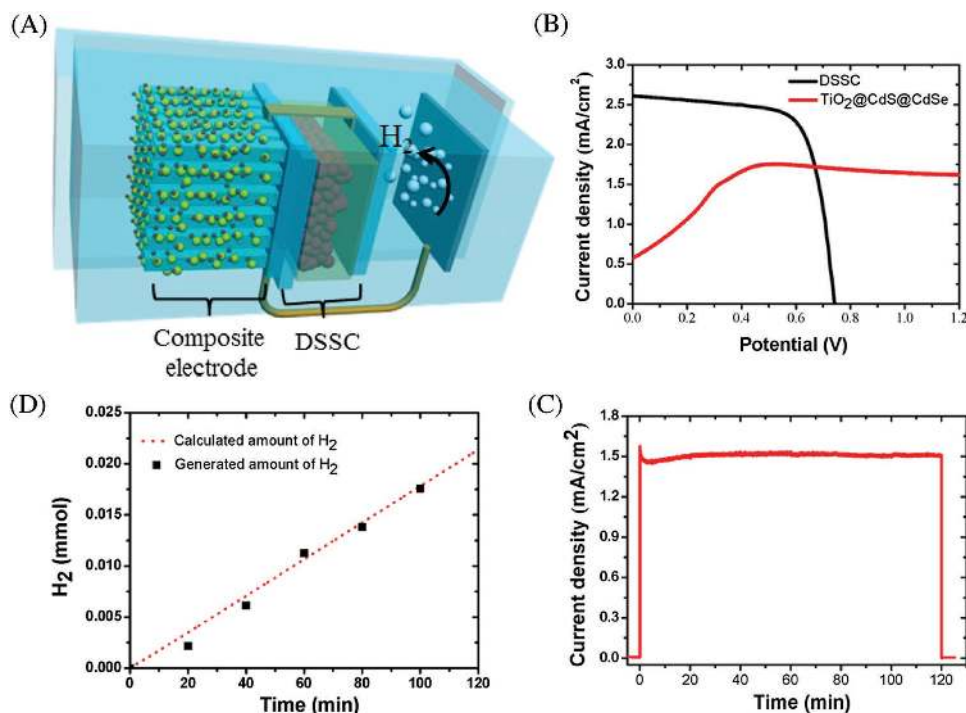 (A)
H2
Composite
electrode
DSSC
(B)
Current density (mA/cm2)
3.0
2.5
2.0
1.5
1.0
0.5
0.0
DSSC
TiO2@CdS@CdSe
0.0 0.2 0.4 0.6 0.8 1.0 1.2
Potential (V)
(D)
H2 (mmol)
0.025
0.020
0.015
0.010
0.005
0.000
Calculated amount of H2
Generated amount of H2
0 20 40 60 80 100 120
Time (min)
(C)
Current density (mA/cm2)
1.8
1.5
1.2
0.9
0.6
0.3
0.0
0 20 40 60 80 100 120
Time (min)